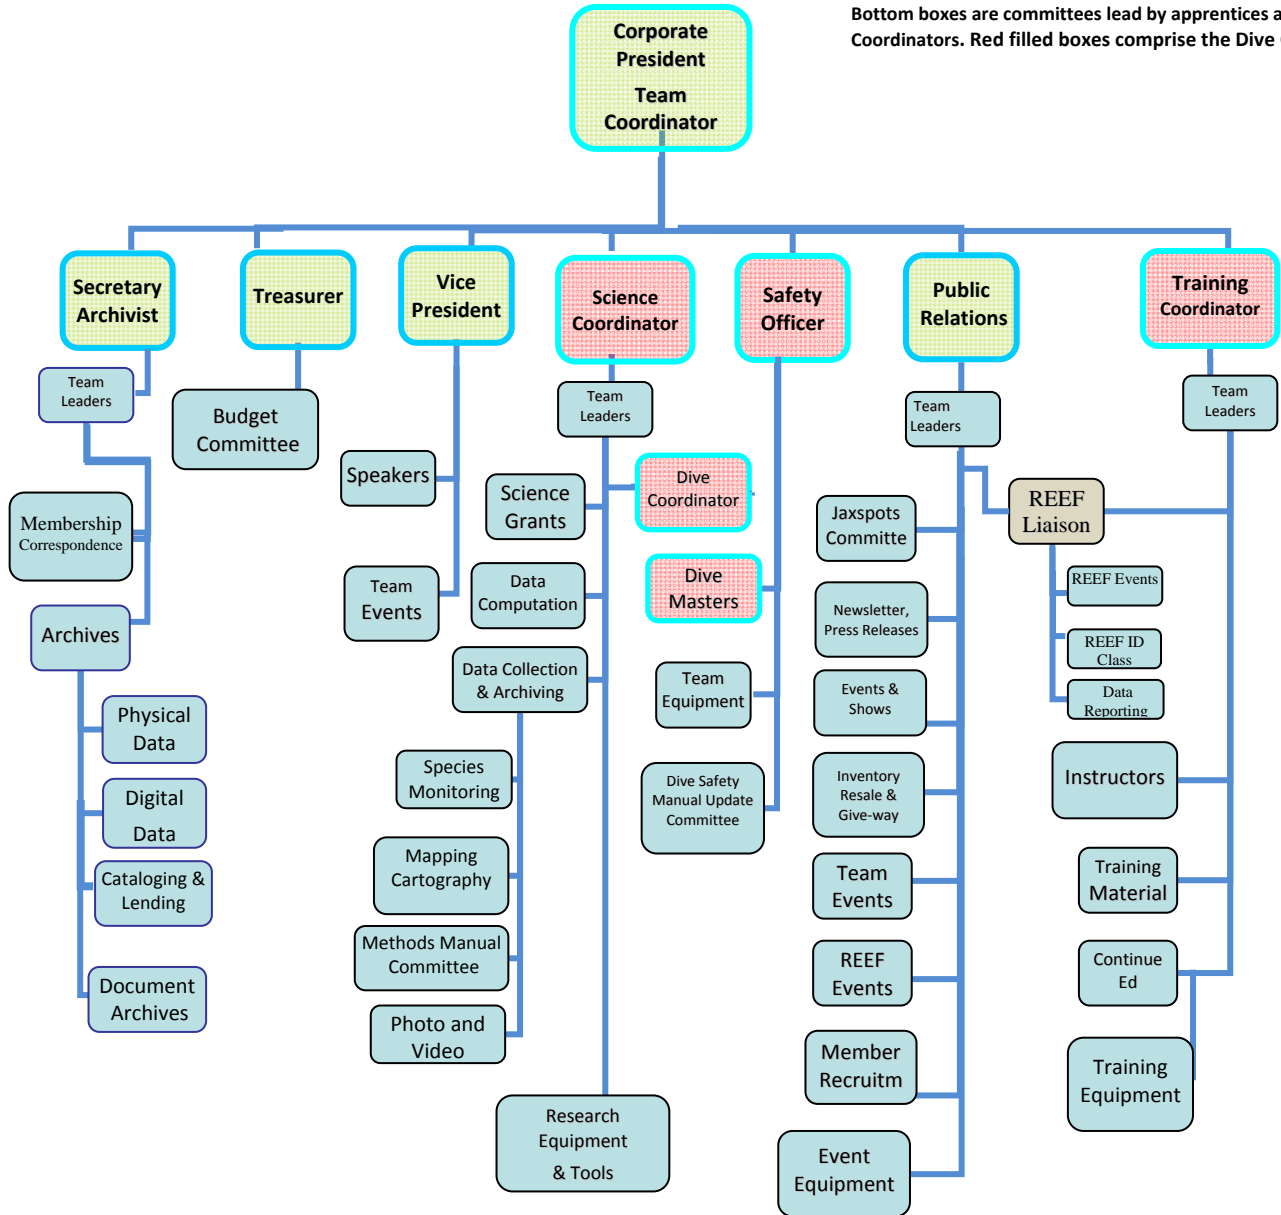 Bottom boxes are committees lead by apprentices a
Coordinators. Red filled boxes comprise the Dive
Corporate
President
Team
Coordinator
Secretary
Archivist
Treasurer
Vice
President
Science
Coordinator
Safety
Officer
Public
Relations
Training
Coordinator
Team
Leaders
Membership
Correspondence
Archives
Physical
Data
Digital
Data
Cataloging &
Lending
Document
Archives
Budget
Committee
Speakers
Team
Events
Team
Leaders
Science
Grants
Data
Computation
Data Collection
& Archiving
Species
Monitoring
Mapping
Cartography
Methods Manual
Committee
Photo and
Video
Research
Equipment
& Tools
Dive
Coordinator
Dive
Masters
Team
Equipment
Dive Safety
Manual Update
Committee
Team
Leaders
Jaxspots
Committe
Newsletter,
Press Releases
Events &
Shows
Inventory
Resale &
Give-way
Team
Events
REEF
Events
Member
Recruitm
Event
Equipment
REEF
Liaison
REEF Events
REEF ID
Class
Data
Reporting
Team
Leaders
Instructors
Training
Material
Continue
Ed
Training
Equipment